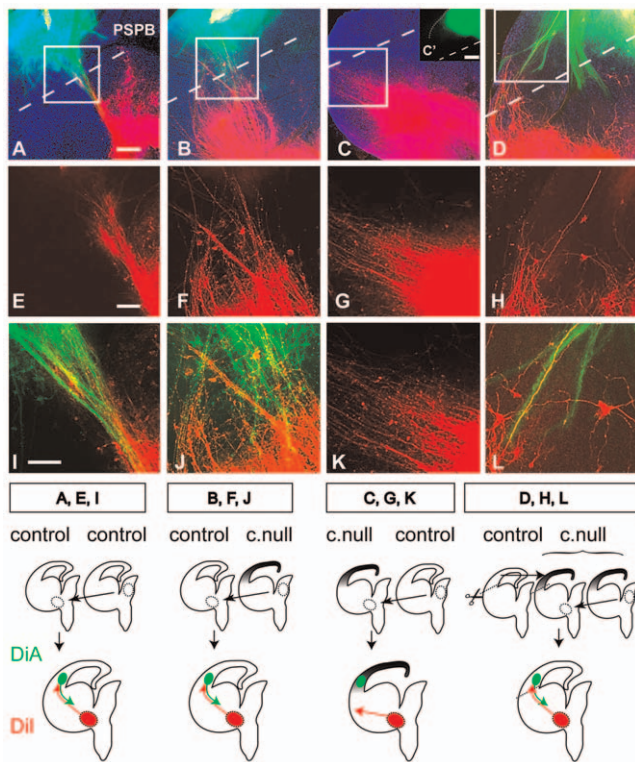 PSPB
C'
A
B
C
D
E
F
G
H
I
J
K
L
A, E, I
B, F, J
C, G, K
D, H, L
control control
control c.null
c.null control
control c.null
DiA
DiI